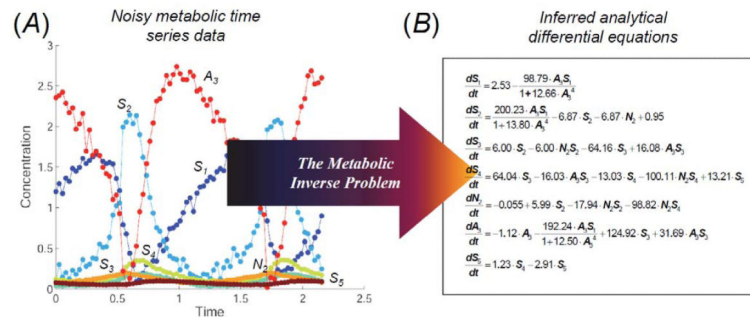 (A)
Noisy metabolic time
series data
3
2.5
2
1.5
1
0.5
0
Concentration
S₂
A₃
S₁
S₃
S₄
N₂
S₅
0
0.5
1
1.5
2
2.5
Time
The Metabolic
Inverse Problem
(B)
Inferred analytical
differential equations
dS₁/dt = 2.53 - 98.79 · A₃S₁ / 1+12.66 · A₃⁴
dS₂/dt = 200.23 · A₃S₁ / 1+13.80 · A₃⁴ - 6.87 · S₂ - 6.87 · N₂ + 0.95
dS₃/dt = 6.00 · S₂ - 6.00 · N₂S₂ - 64.16 · S₃ + 16.08 · A₃S₃
dS₄/dt = 64.04 · S₃ - 16.03 · A₃S₃ - 13.03 · S₄ - 100.11 · N₂S₄ + 13.21 · S₅
dN₂/dt = -0.055 + 5.99 · S₂ - 17.94 · N₂S₂ - 98.82 · N₂S₄
dA₃/dt = -1.12 · A₃ - 192.24 · A₃S₁ / 1+12.50 · A₃⁴ + 124.92 · S₃ + 31.69 · A₃S₃
dS₅/dt = 1.23 · S₄ - 2.91 · S₅